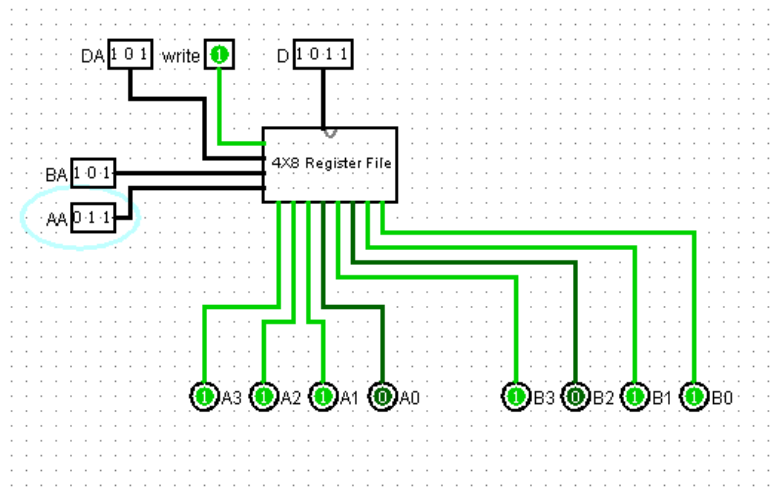 DA 1 0 1 write 1 D 1 0 1 1
4X8 Register File
BA 1 0 1
AA 0 1 1
1 A3 1 A2 1 A1 0 A0 1 B3 0 B2 1 B1 1 B0